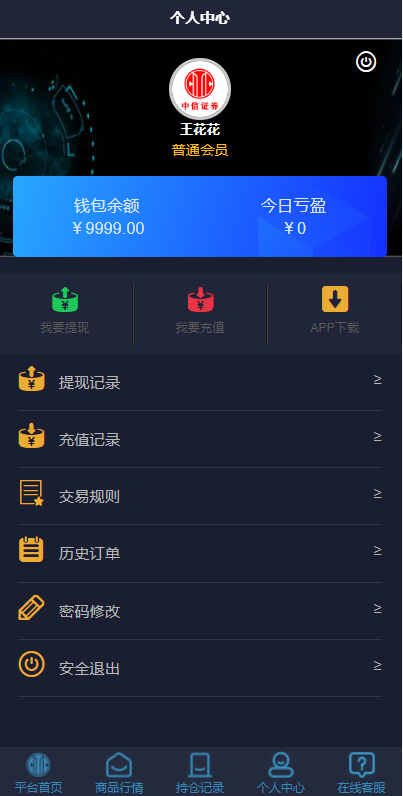 个人中心
中信证券
王花花
普通会员
钱包余额
今日亏盈
￥9999.00
￥0
我要提现
我要充值
APP下载
提现记录 ≥
充值记录 ≥
交易规则 ≥
历史订单 ≥
密码修改 ≥
安全退出 ≥
平台首页
商品行情
持仓记录
个人中心
在线客服